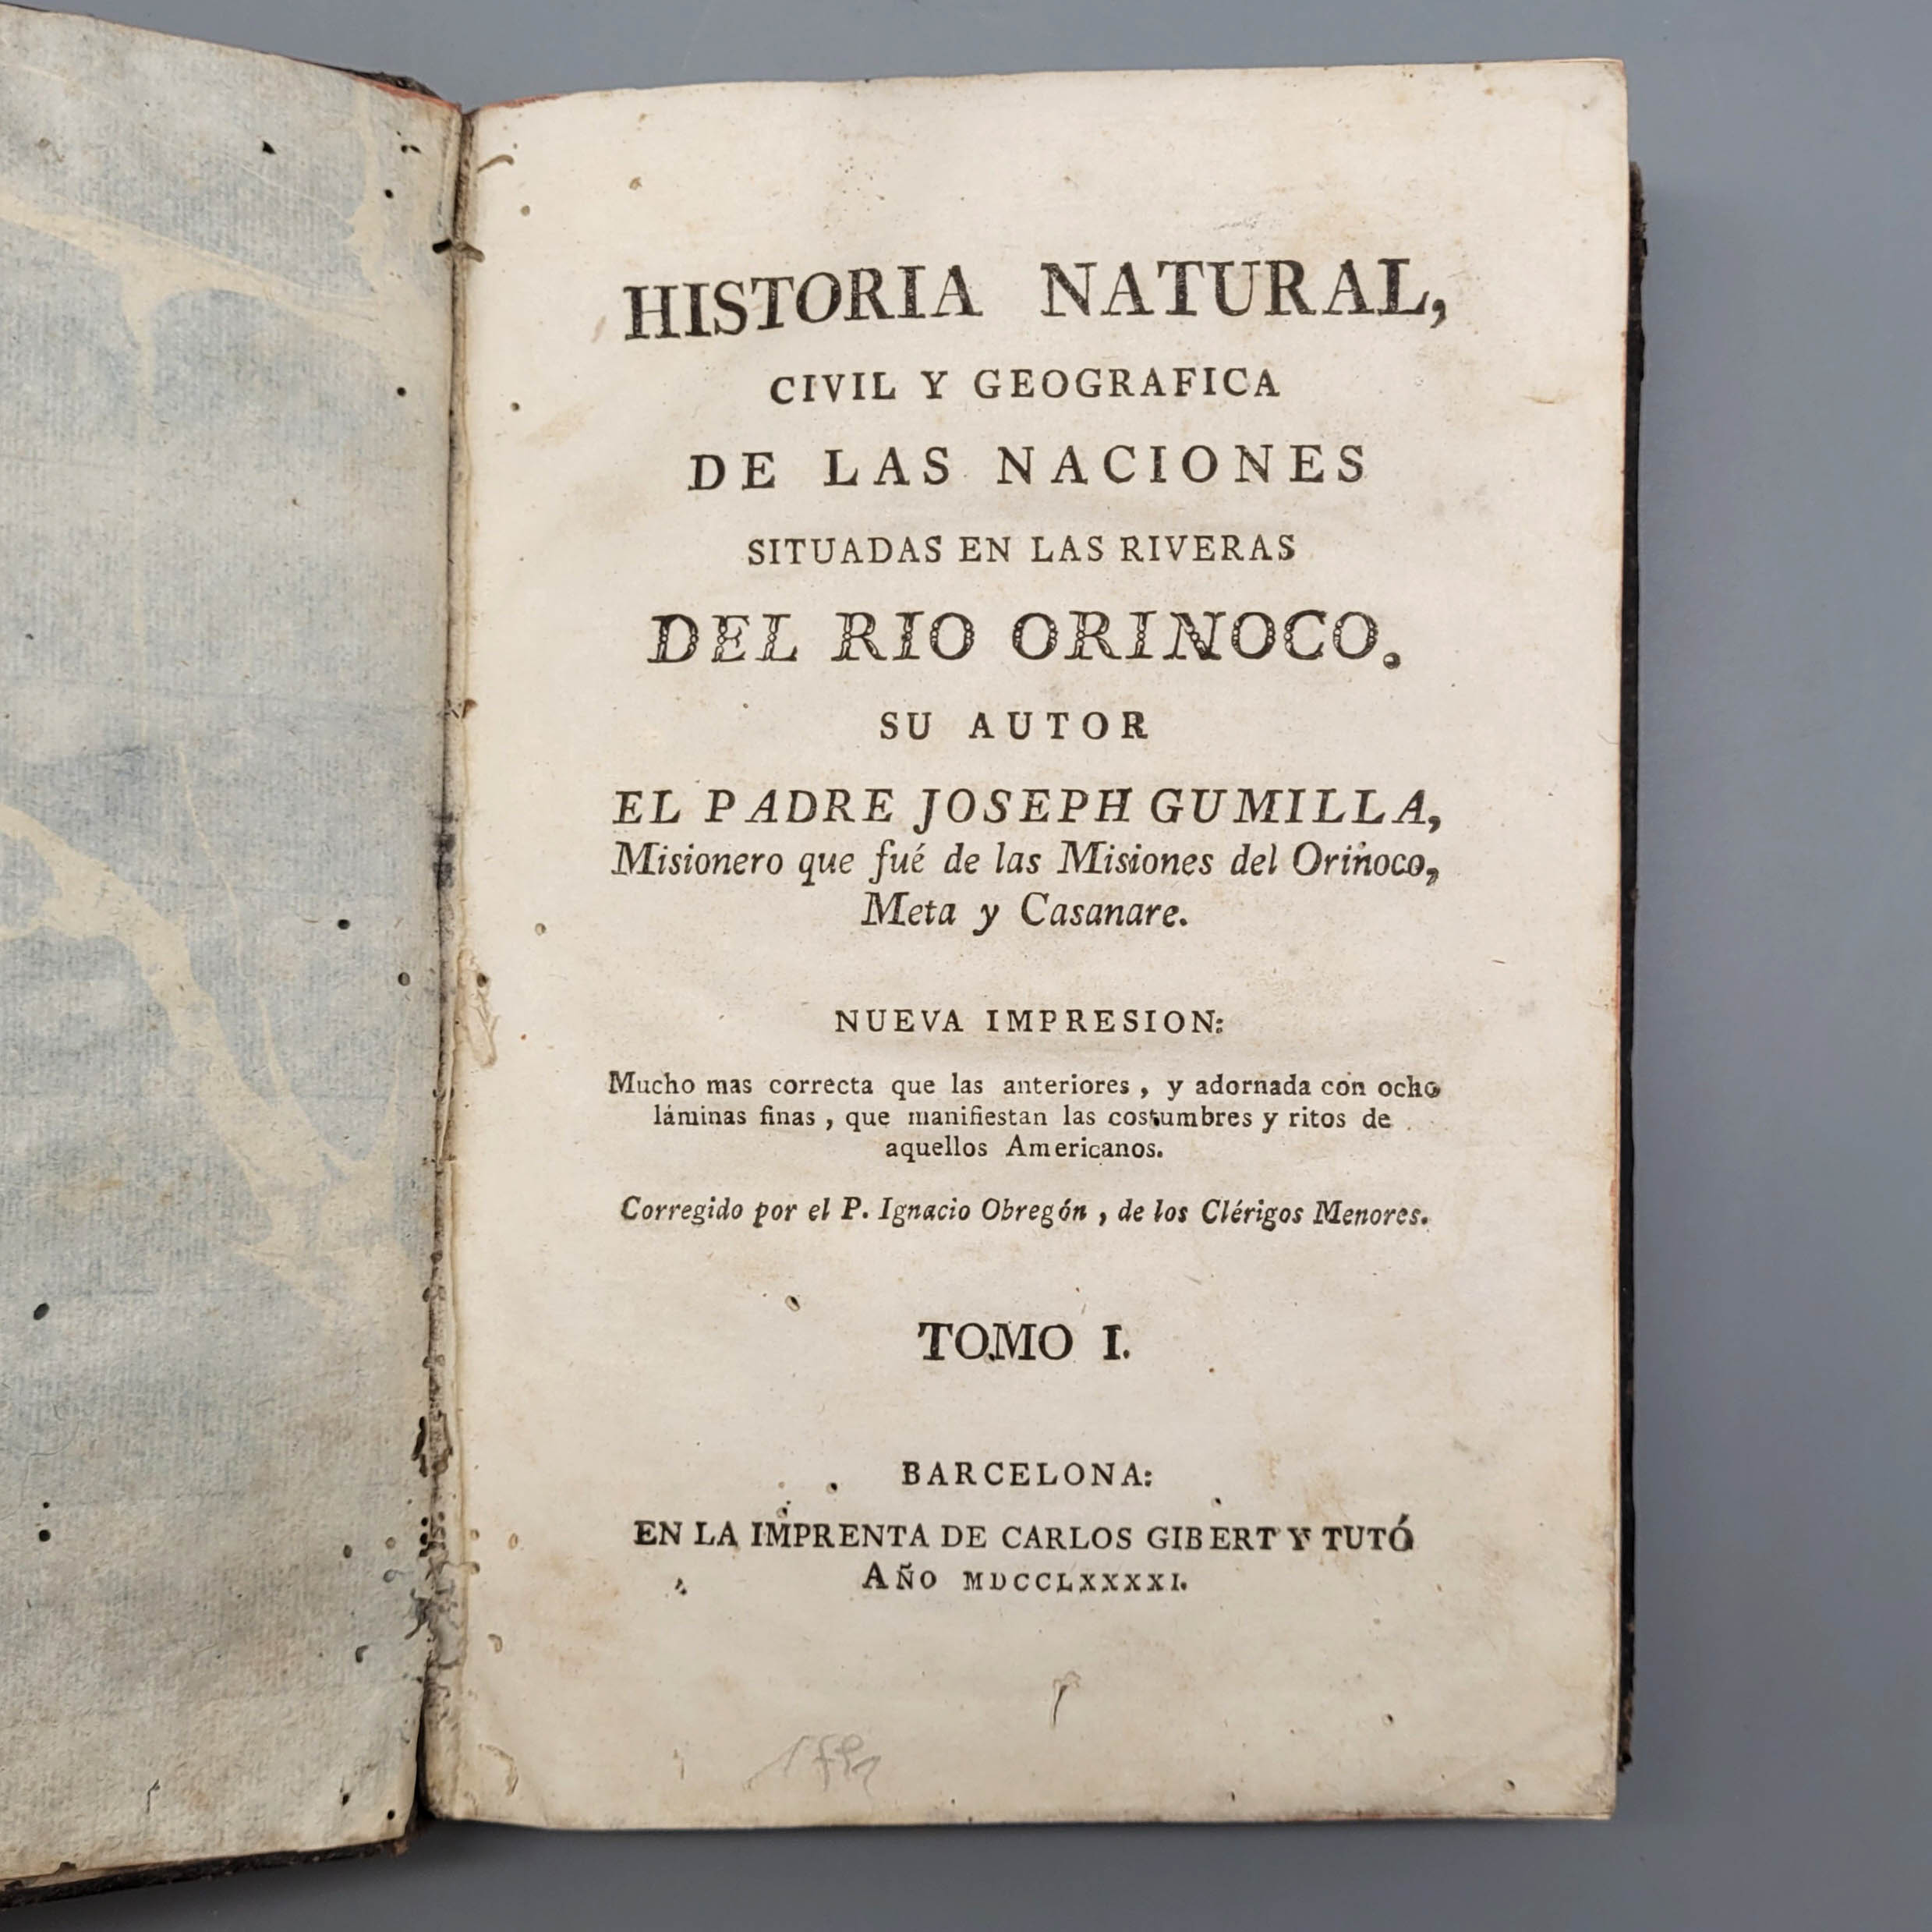 HISTORIA NATURAL,
CIVIL Y GEOGRAFICA
DE LAS NACIONES
SITUADAS EN LAS RIVERAS
DEL RIO ORINOCO.
SU AUTOR
EL PADRE JOSEPH GUMILLA,
Misionero que fué de las Misiones del Orinoco,
Meta y Casanare.
NUEVA IMPRESION:
Mucho mas correcta que las anteriores, y adornada con ocho
láminas finas, que manifiestan las costumbres y ritos de
aquellos Americanos.
Corregido por el P. Ignacio Obregón, de los Clérigos Menores.
TOMO I.
BARCELONA:
EN LA IMPRENTA DE CARLOS GIBERT Y TUTÓ
AÑO MDCCLXXXXI.